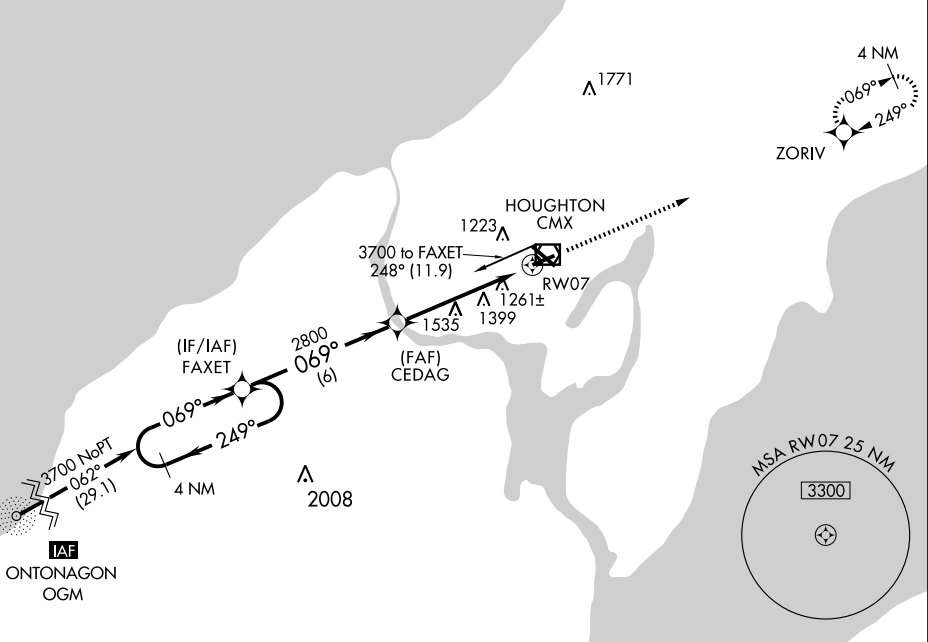 4 NM
1771
069°
249°
ZORIV
HOUGHTON
CMX
1223
3700 to FAXET
248° (11.9)
RW07
1261±
1399
1535
2800
069°
(6)
(IF/IAF)
FAXET
(FAF)
CEDAG
069°
249°
4 NM
3700 NoPT
062°
(29.1)
2008
IAF
ONTONAGON
OGM
MSA RW07 25 NM
3300